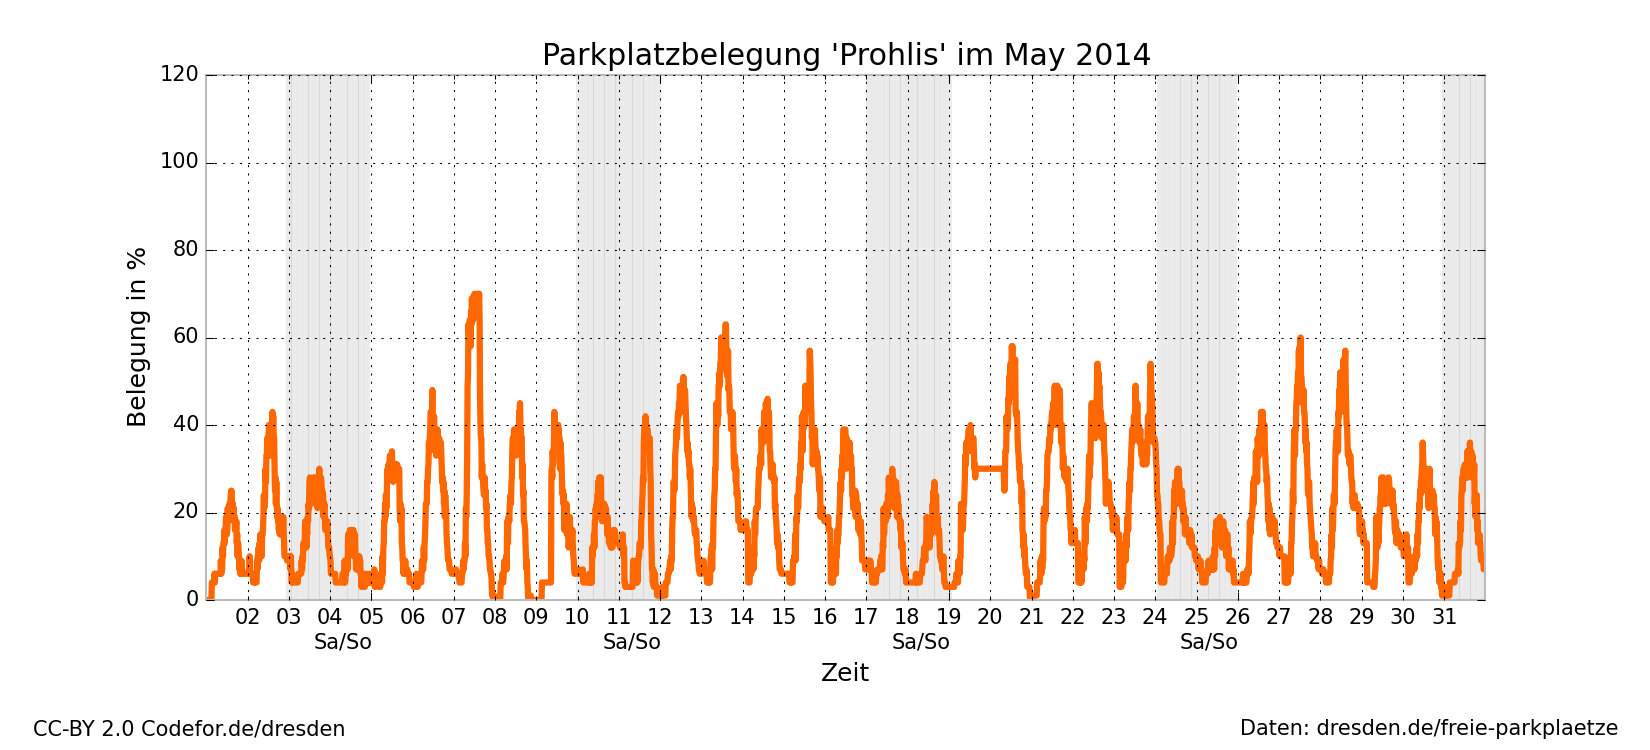 Parkplatzbelegung 'Prohlis' im May 2014
120
100
80
60
40
20
0
Belegung in %
02 03 04 05 06 07 08 09 10 11 12 13 14 15 16 17 18 19 20 21 22 23 24 25 26 27 28 29 30 31
Sa/So Sa/So Sa/So Sa/So
Zeit
CC-BY 2.0 Codefor.de/dresden
Daten: dresden.de/freie-parkplaetze